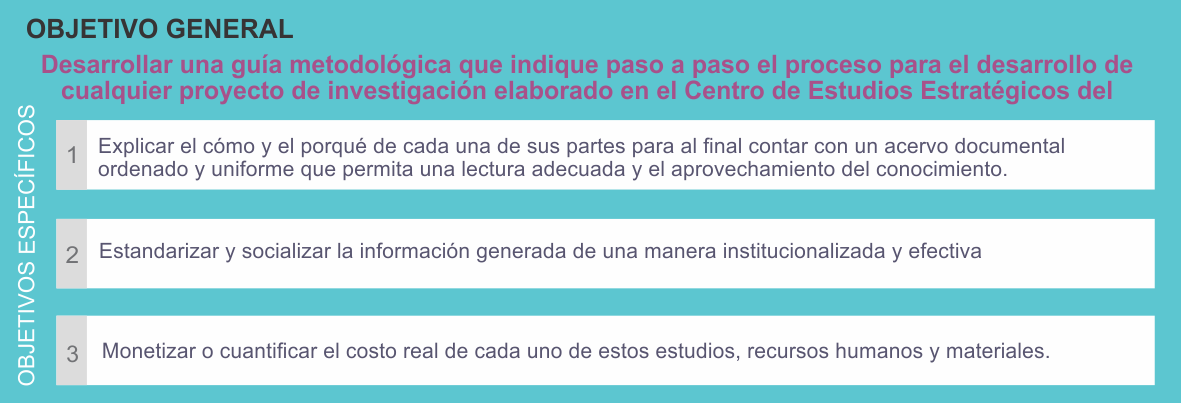 OBJETIVO GENERAL
Desarrollar una guía metodológica que indique paso a paso el proceso para el desarrollo de
cualquier proyecto de investigación elaborado en el Centro de Estudios Estratégicos del
OBJETIVOS ESPECÍFICOS
1
Explicar el cómo y el porqué de cada una de sus partes para al final contar con un acervo documental
ordenado y uniforme que permita una lectura adecuada y el aprovechamiento del conocimiento.
2
Estandarizar y socializar la información generada de una manera institucionalizada y efectiva
3
Monetizar o cuantificar el costo real de cada uno de estos estudios, recursos humanos y materiales.